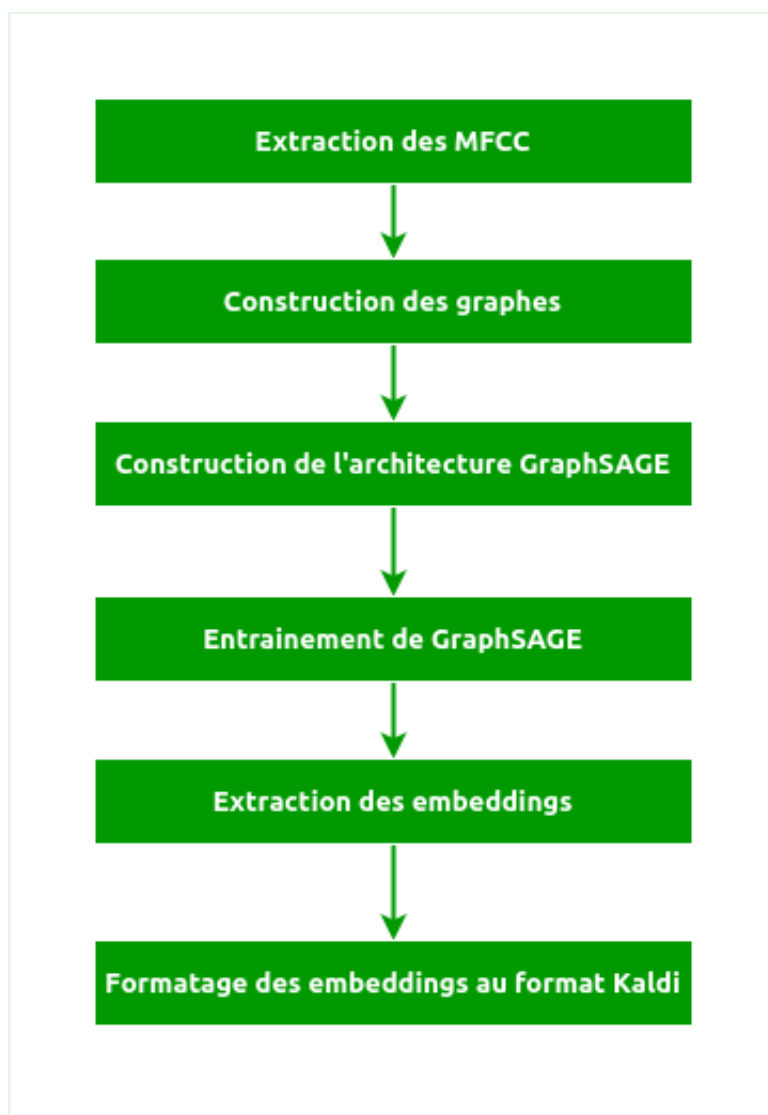 Extraction des MFCC
Construction des graphes
Construction de l'architecture GraphSAGE
Entrainement de GraphSAGE
Extraction des embeddings
Formatage des embeddings au format Kaldi